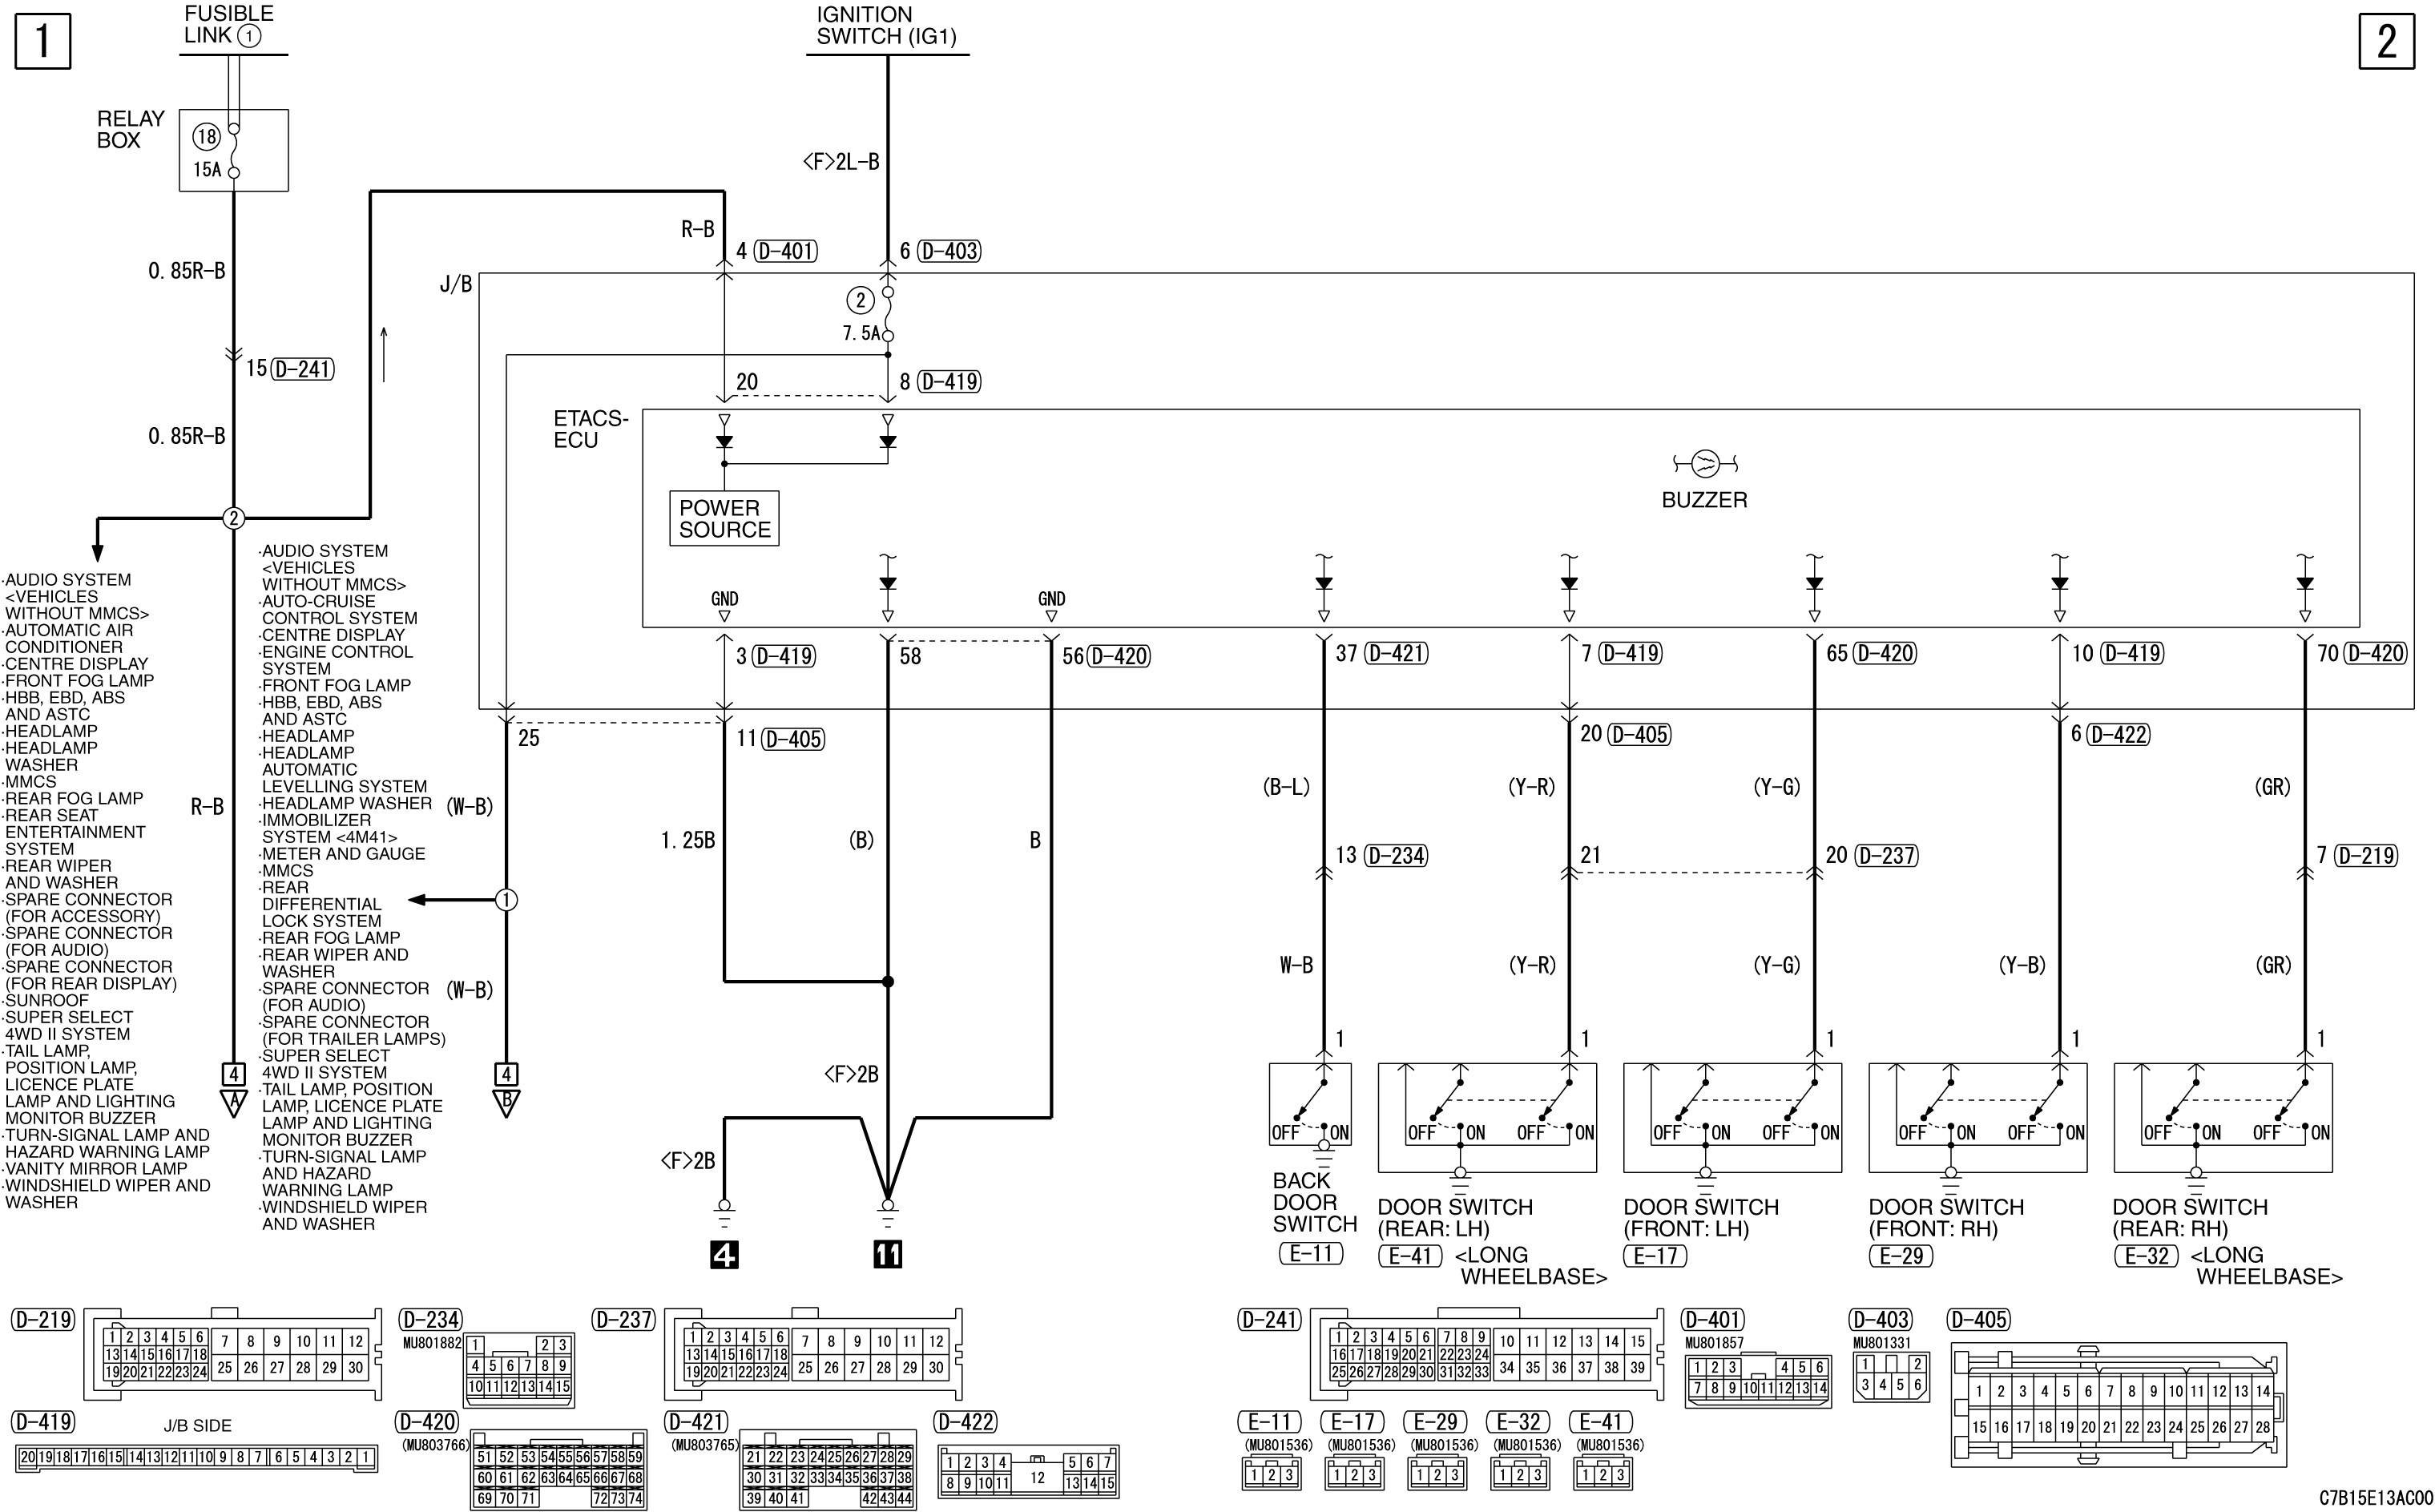 1
FUSIBLE
LINK 1
IGNITION
SWITCH (IG1)
2
RELAY
BOX
18
15A
<F>2L-B
R-B
4 D-401
6 D-403
0.85R-B
J/B
2
7.5A
15 D-241
20
8 D-419
ETACS-
ECU
0.85R-B
BUZZER
POWER
SOURCE
2
GND
GND
3 D-419
58
56 D-420
37 D-421
7 D-419
65 D-420
10 D-419
70 D-420
·AUDIO SYSTEM
<VEHICLES
WITHOUT MMCS>
·AUTOMATIC AIR
CONDITIONER
·CENTRE DISPLAY
·FRONT FOG LAMP
·HBB, EBD, ABS
AND ASTC
·HEADLAMP
·HEADLAMP
WASHER
·MMCS
·REAR FOG LAMP
·REAR SEAT
ENTERTAINMENT
SYSTEM
·REAR WIPER
AND WASHER
·SPARE CONNECTOR
(FOR ACCESSORY)
·SPARE CONNECTOR
(FOR AUDIO)
·SPARE CONNECTOR
(FOR REAR DISPLAY)
·SUNROOF
·SUPER SELECT
4WD II SYSTEM
·TAIL LAMP,
POSITION LAMP,
LICENCE PLATE
LAMP AND LIGHTING
MONITOR BUZZER
·TURN-SIGNAL LAMP AND
HAZARD WARNING LAMP
·VANITY MIRROR LAMP
·WINDSHIELD WIPER AND
WASHER
R-B
4
A
·AUDIO SYSTEM
<VEHICLES
WITHOUT MMCS>
·AUTO-CRUISE
CONTROL SYSTEM
·CENTRE DISPLAY
·ENGINE CONTROL
SYSTEM
·FRONT FOG LAMP
·HBB, EBD, ABS
AND ASTC
·HEADLAMP
·HEADLAMP
AUTOMATIC
LEVELLING SYSTEM
·HEADLAMP WASHER
·IMMOBILIZER
SYSTEM <4M41>
·METER AND GAUGE
·MMCS
·REAR
DIFFERENTIAL
LOCK SYSTEM
·REAR FOG LAMP
·REAR WIPER AND
WASHER
·SPARE CONNECTOR
(FOR AUDIO)
·SPARE CONNECTOR
(FOR TRAILER LAMPS)
·SUPER SELECT
4WD II SYSTEM
·TAIL LAMP, POSITION
LAMP, LICENCE PLATE
LAMP AND LIGHTING
MONITOR BUZZER
·TURN-SIGNAL LAMP
AND HAZARD
WARNING LAMP
·WINDSHIELD WIPER
AND WASHER
25
11 D-405
20 D-405
6 D-422
(W-B)
1
(W-B)
4
B
1.25B
(B)
B
<F>2B
<F>2B
4
11
(B-L)
(Y-R)
(Y-G)
(GR)
13 D-234
21
20 D-237
7 D-219
W-B
(Y-R)
(Y-G)
(Y-B)
(GR)
1
1
1
1
1
OFF ON
OFF ON OFF ON
OFF ON OFF ON
OFF ON OFF ON
OFF ON OFF ON
BACK
DOOR
SWITCH
E-11
DOOR SWITCH
(REAR: LH)
E-41 <LONG
WHEELBASE>
DOOR SWITCH
(FRONT: LH)
E-17
DOOR SWITCH
(FRONT: RH)
E-29
DOOR SWITCH
(REAR: RH)
E-32 <LONG
WHEELBASE>
D-219
1 2 3 4 5 6 7 8 9 10 11 12
13 14 15 16 17 18
19 20 21 22 23 24 25 26 27 28 29 30
D-234
MU801882
1 2 3
4 5 6 7 8 9
10 11 12 13 14 15
D-237
1 2 3 4 5 6 7 8 9 10 11 12
13 14 15 16 17 18
19 20 21 22 23 24 25 26 27 28 29 30
D-241
1 2 3 4 5 6 7 8 9 10 11 12 13 14 15
16 17 18 19 20 21 22 23 24
25 26 27 28 29 30 31 32 33 34 35 36 37 38 39
D-401
MU801857
1 2 3 4 5 6
7 8 9 10 11 12 13 14
D-403
MU801331
1 2
3 4 5 6
D-405
1 2 3 4 5 6 7 8 9 10 11 12 13 14
15 16 17 18 19 20 21 22 23 24 25 26 27 28
D-419
J/B SIDE
20 19 18 17 16 15 14 13 12 11 10 9 8 7 6 5 4 3 2 1
D-420
(MU803766)
51 52 53 54 55 56 57 58 59
60 61 62 63 64 65 66 67 68
69 70 71 72 73 74
D-421
(MU803765)
21 22 23 24 25 26 27 28 29
30 31 32 33 34 35 36 37 38
39 40 41 42 43 44
D-422
1 2 3 4 5 6 7
8 9 10 11 12 13 14 15
E-11
(MU801536)
1 2 3
E-17
(MU801536)
1 2 3
E-29
(MU801536)
1 2 3
E-32
(MU801536)
1 2 3
E-41
(MU801536)
1 2 3
C7B15E13AC00